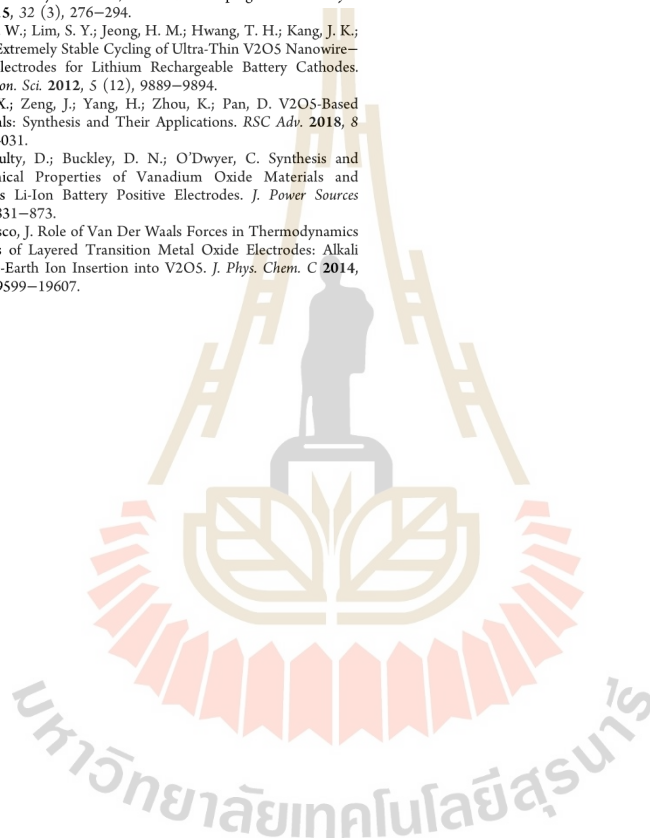 5, 32 (3), 276−294.
W.; Lim, S. Y.; Jeong, H. M.; Hwang, T. H.; Kang, J. K.;
Extremely Stable Cycling of Ultra-Thin V2O5 Nanowire−
lectrodes for Lithium Rechargeable Battery Cathodes.
on. Sci. 2012, 5 (12), 9889−9894.
X.; Zeng, J.; Yang, H.; Zhou, K.; Pan, D. V2O5-Based
ls: Synthesis and Their Applications. RSC Adv. 2018, 8
031.
ulty, D.; Buckley, D. N.; O'Dwyer, C. Synthesis and
ical Properties of Vanadium Oxide Materials and
s Li-Ion Battery Positive Electrodes. J. Power Sources
831−873.
sco, J. Role of Van Der Waals Forces in Thermodynamics
s of Layered Transition Metal Oxide Electrodes: Alkali
-Earth Ion Insertion into V2O5. J. Phys. Chem. C 2014,
9599−19607.
มหาวิทยาลัยเทคโนโลยีสุรนารี